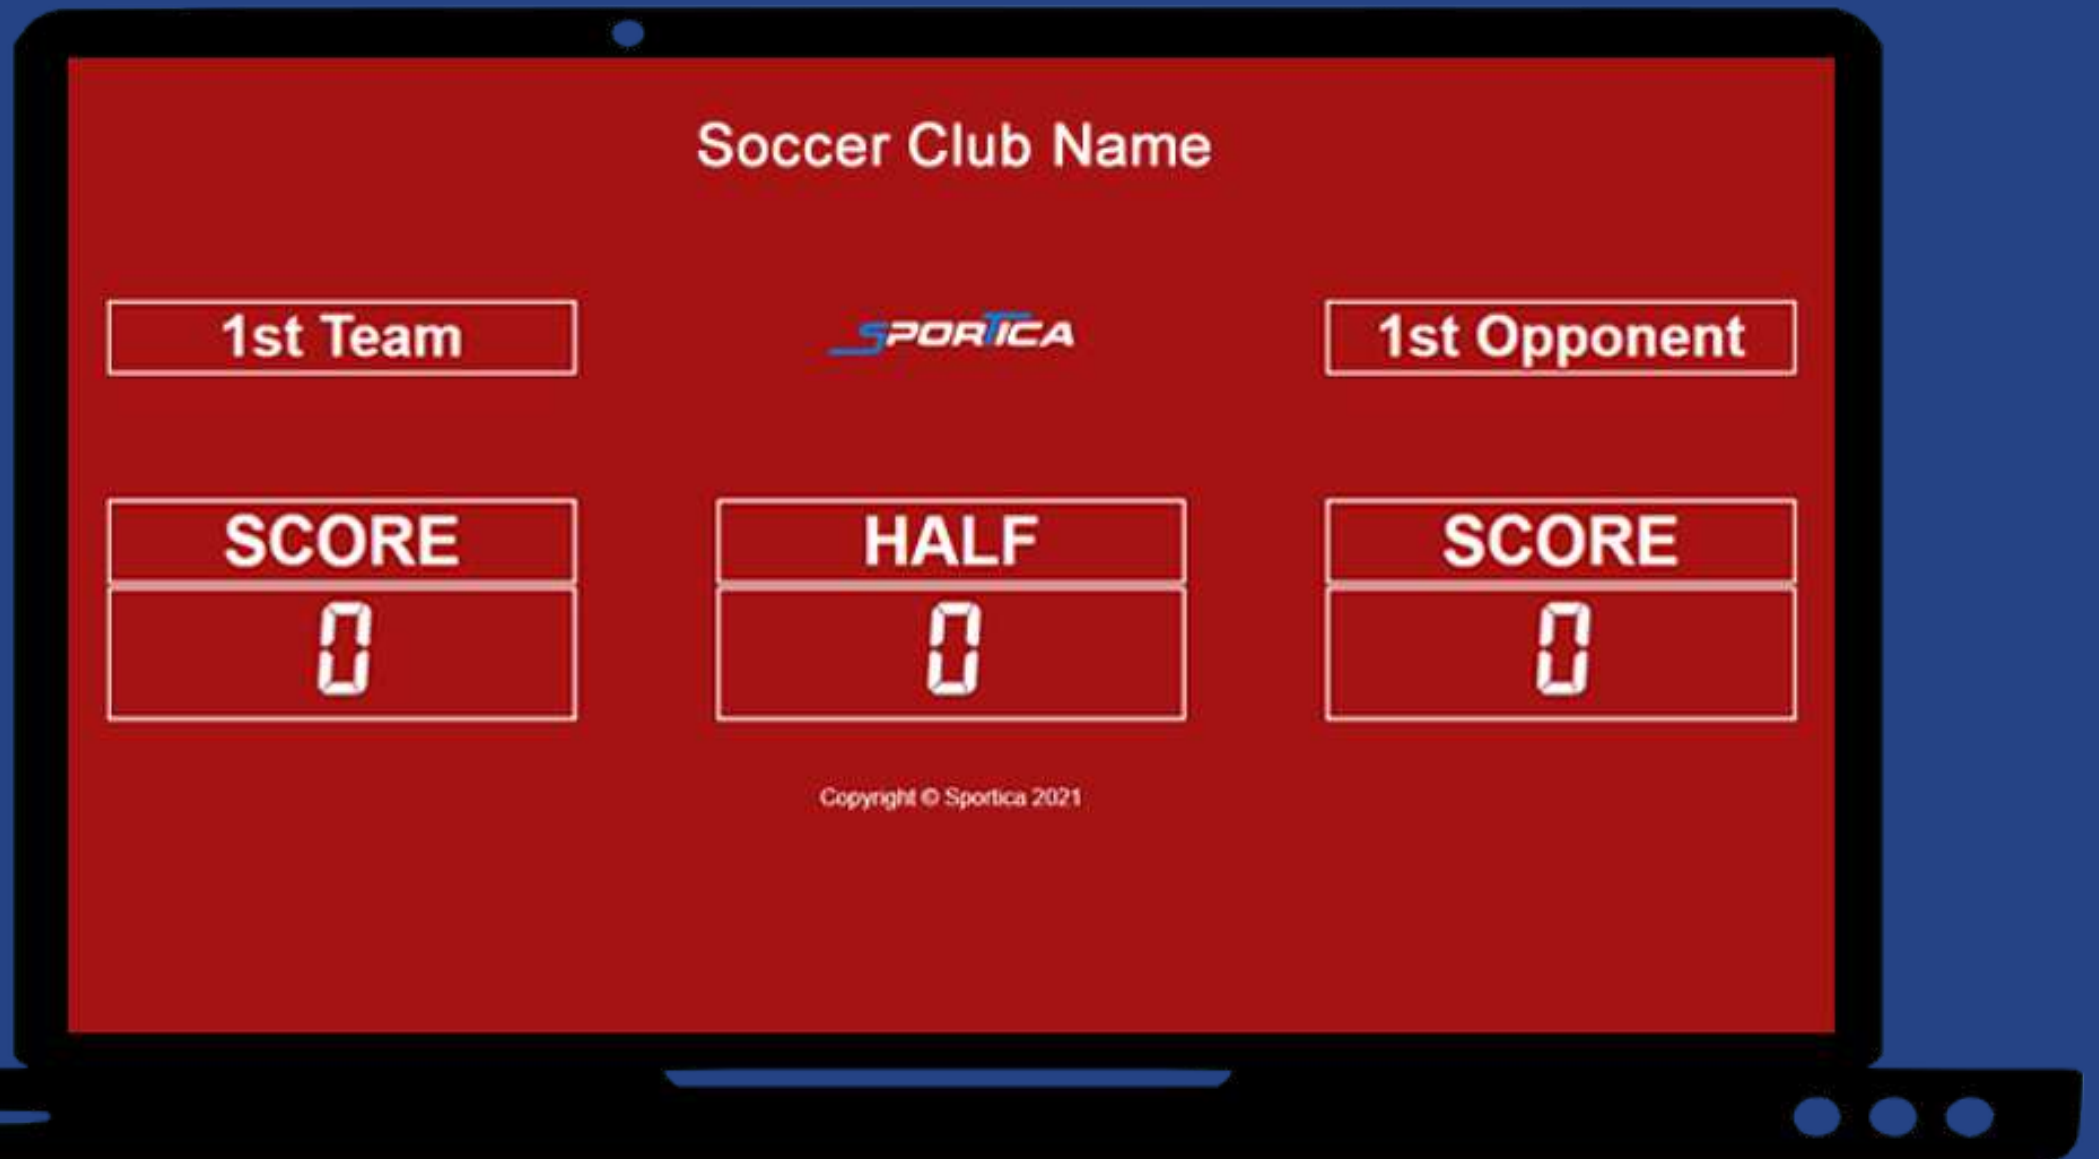 Soccer Club Name
1st Team
SPORTICA
1st Opponent
SCORE
HALF
SCORE
0
0
0
Copyright © Sportica 2021